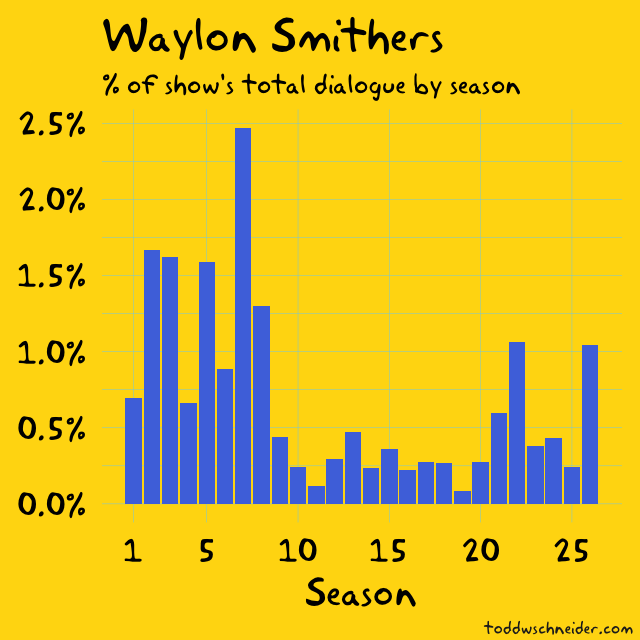 Waylon Smithers
% of show's total dialogue by season
2.5%
2.0%
1.5%
1.0%
0.5%
0.0%
1 5 10 15 20 25
Season
toddwschneider.com